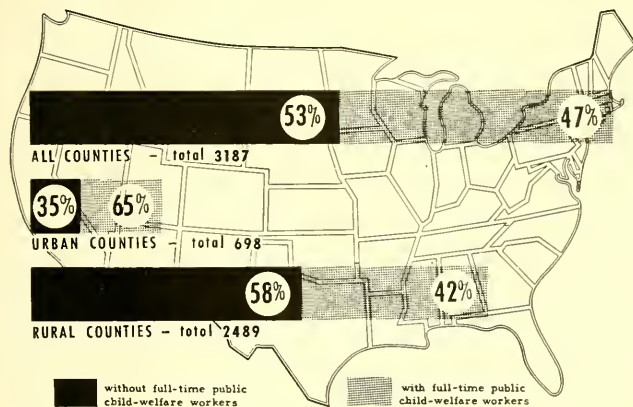 53% 47%
ALL COUNTIES – total 3187
35% 65%
URBAN COUNTIES – total 698
58% 42%
RURAL COUNTIES – total 2489
without full-time public with full-time public
child-welfare workers child-welfare workers